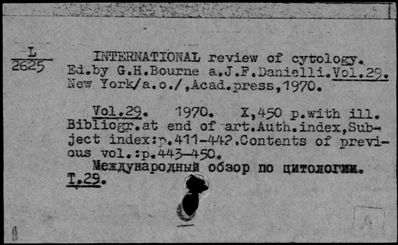 L
2625
INTERNATIONAL review of cytology.
Ed.by G.H.Bourne a.J.F.Danielli.Vol.29.
New York/a.o./,Acad.press,1970.
Vol.29. 1970. X,450 p.with ill.
Bibliogr.at end of art.Auth.index,Sub-
ject index:p.411-442.Contents of previ-
ous vol.:p.443-450.
Международный обзор по цитологии.
Т.29.
A